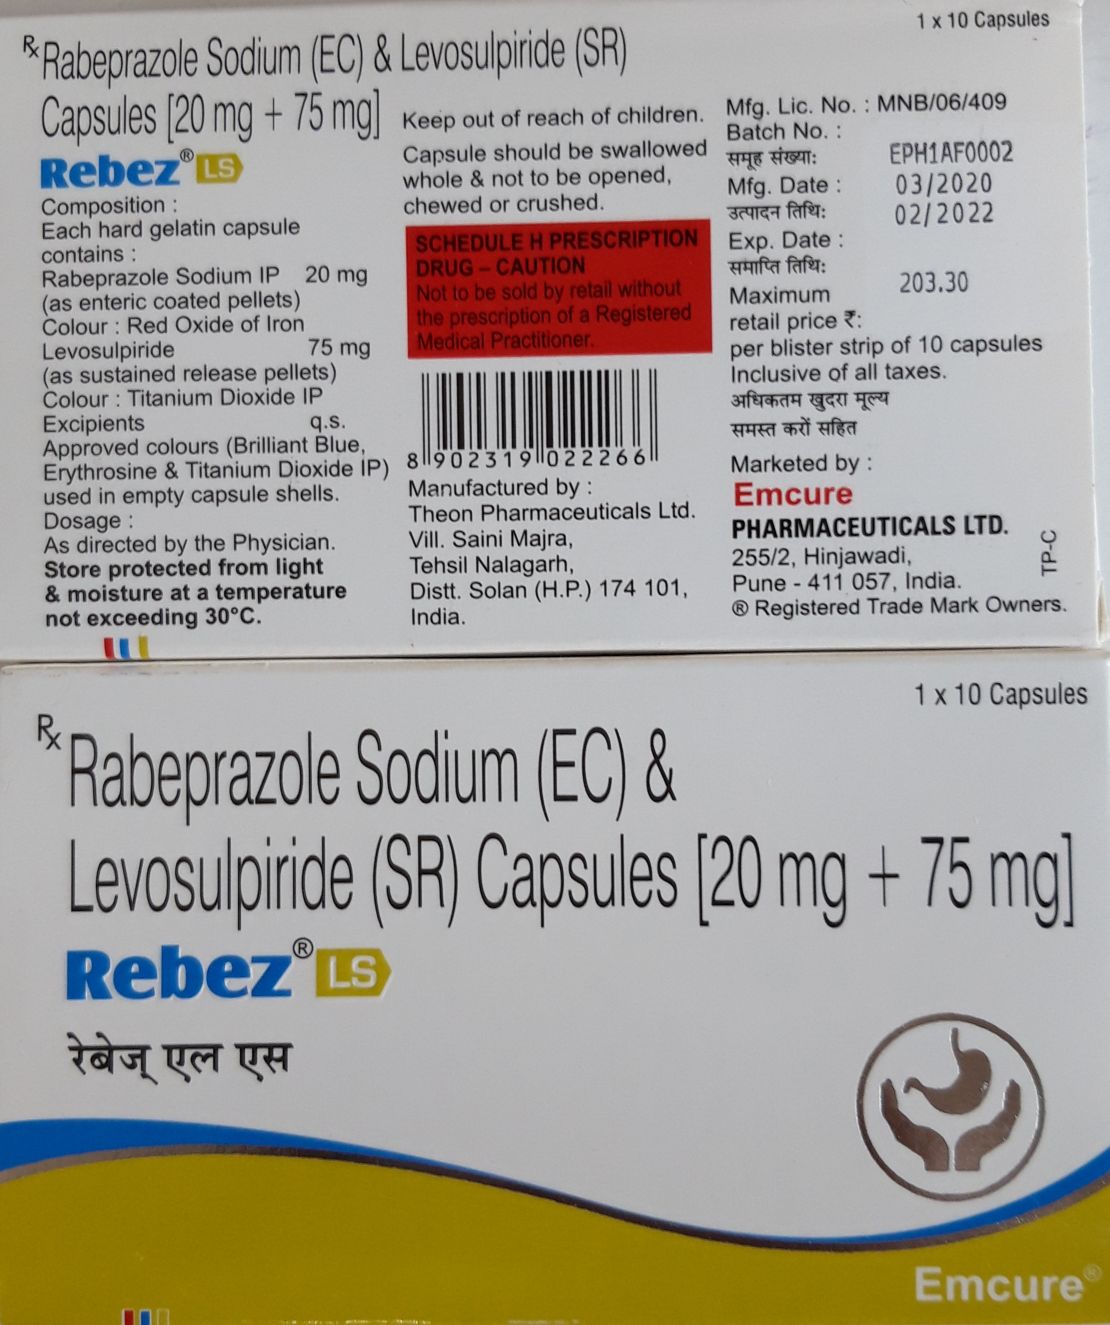 1 x 10 Capsules
Rx Rabeprazole Sodium (EC) & Levosulpiride (SR)
Capsules [20 mg + 75 mg]
Rebez® LS
Composition :
Each hard gelatin capsule
contains :
Rabeprazole Sodium IP 20 mg
(as enteric coated pellets)
Colour : Red Oxide of Iron
Levosulpiride 75 mg
(as sustained release pellets)
Colour : Titanium Dioxide IP
Excipients q.s.
Approved colours (Brilliant Blue,
Erythrosine & Titanium Dioxide IP)
used in empty capsule shells.
Dosage :
As directed by the Physician.
Store protected from light
& moisture at a temperature
not exceeding 30°C.
Keep out of reach of children.
Capsule should be swallowed
whole & not to be opened,
chewed or crushed.
SCHEDULE H PRESCRIPTION
DRUG – CAUTION
Not to be sold by retail without
the prescription of a Registered
Medical Practitioner.
8 902319 022266
Manufactured by :
Theon Pharmaceuticals Ltd.
Vill. Saini Majra,
Tehsil Nalagarh,
Distt. Solan (H.P.) 174 101,
India.
Mfg. Lic. No. : MNB/06/409
Batch No. :
समूह संख्या: EPH1AF0002
Mfg. Date : 03/2020
उत्पादन तिथि: 02/2022
Exp. Date :
समाप्ति तिथि:
Maximum 203.30
retail price ₹:
per blister strip of 10 capsules
Inclusive of all taxes.
अधिकतम खुदरा मूल्य
समस्त करों सहित
Marketed by :
Emcure
PHARMACEUTICALS LTD.
255/2, Hinjawadi,
Pune - 411 057, India.
® Registered Trade Mark Owners.
TP-C
1 x 10 Capsules
Rx Rabeprazole Sodium (EC) &
Levosulpiride (SR) Capsules [20 mg + 75 mg]
Rebez® LS
रेबेज् एल एस
Emcure®